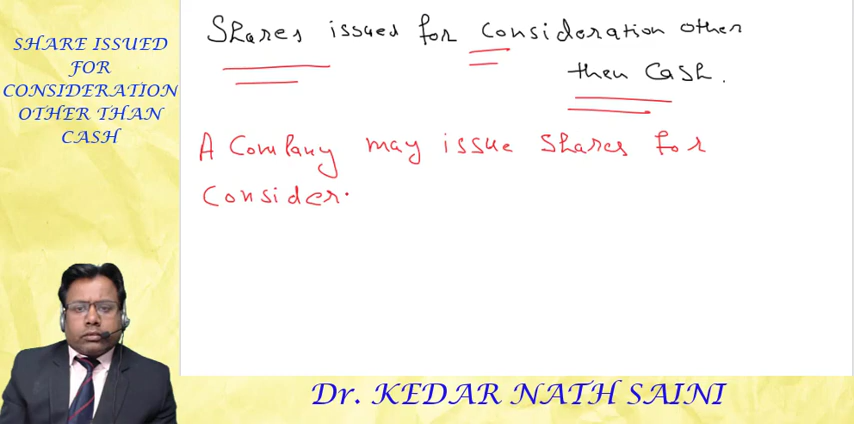 SHARE ISSUED
FOR
CONSIDERATION
OTHER THAN
CASH
Shares issued for consideration other
then Cash.
A Company may issue shares for
Consider.
Dr. KEDAR NATH SAINI